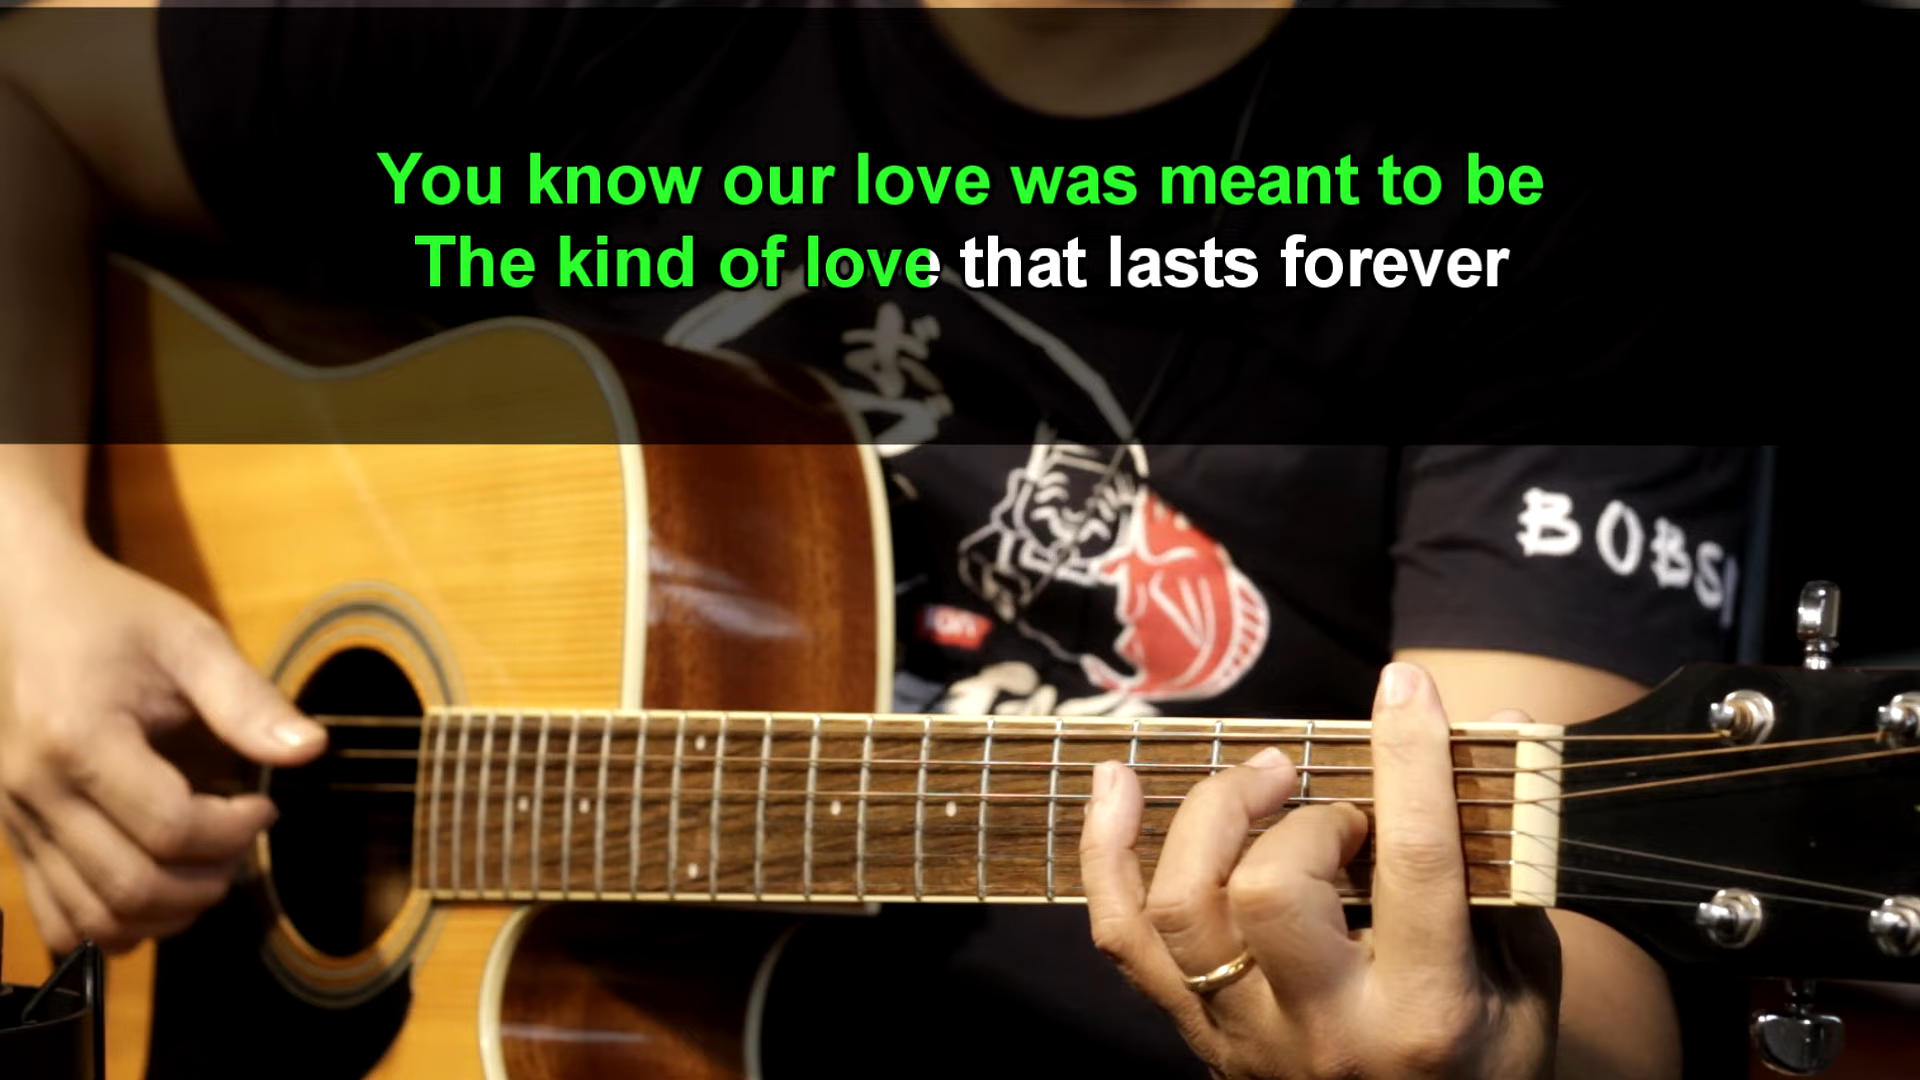 You know our love was meant to be
The kind of love that lasts forever
BOBS